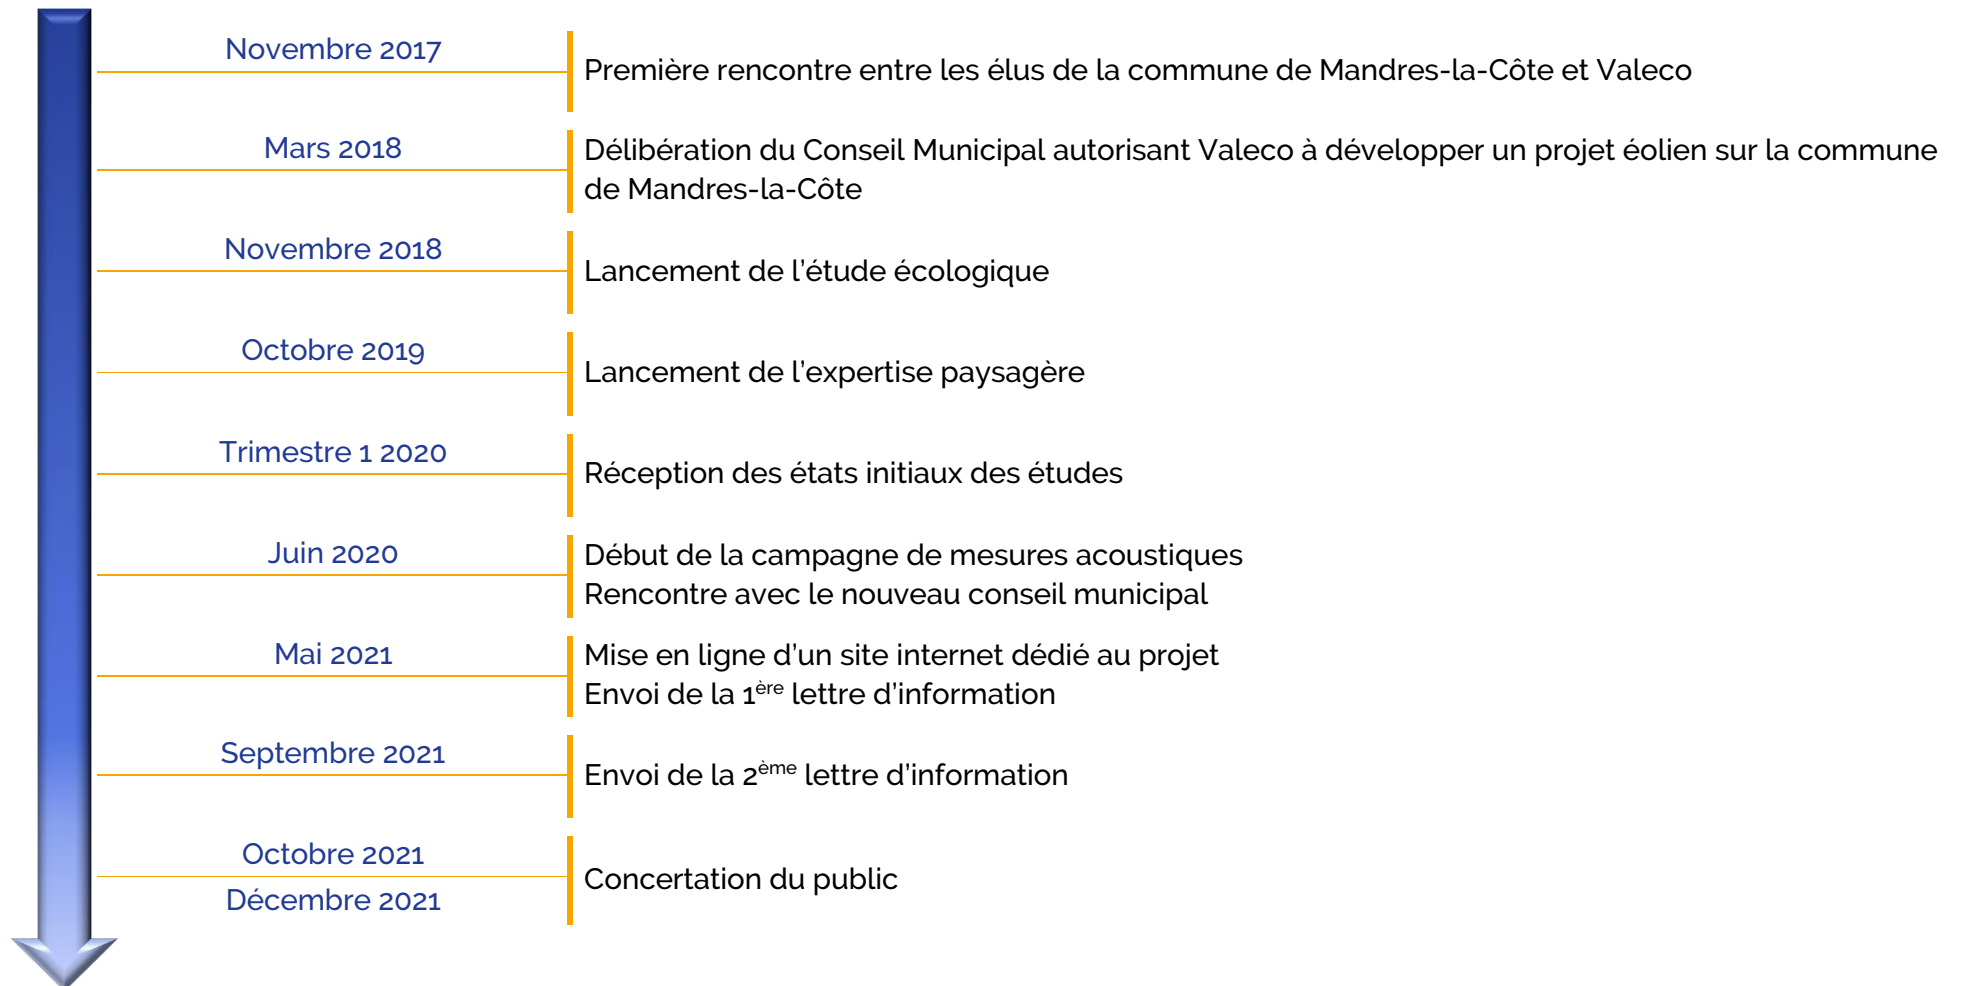 Novembre 2017
Première rencontre entre les élus de la commune de Mandres-la-Côte et Valeco
Mars 2018
Délibération du Conseil Municipal autorisant Valeco à développer un projet éolien sur la commune
de Mandres-la-Côte
Novembre 2018
Lancement de l’étude écologique
Octobre 2019
Lancement de l’expertise paysagère
Trimestre 1 2020
Réception des états initiaux des études
Juin 2020
Début de la campagne de mesures acoustiques
Rencontre avec le nouveau conseil municipal
Mai 2021
Mise en ligne d’un site internet dédié au projet
Envoi de la 1ère lettre d’information
Septembre 2021
Envoi de la 2ème lettre d’information
Octobre 2021
Décembre 2021
Concertation du public